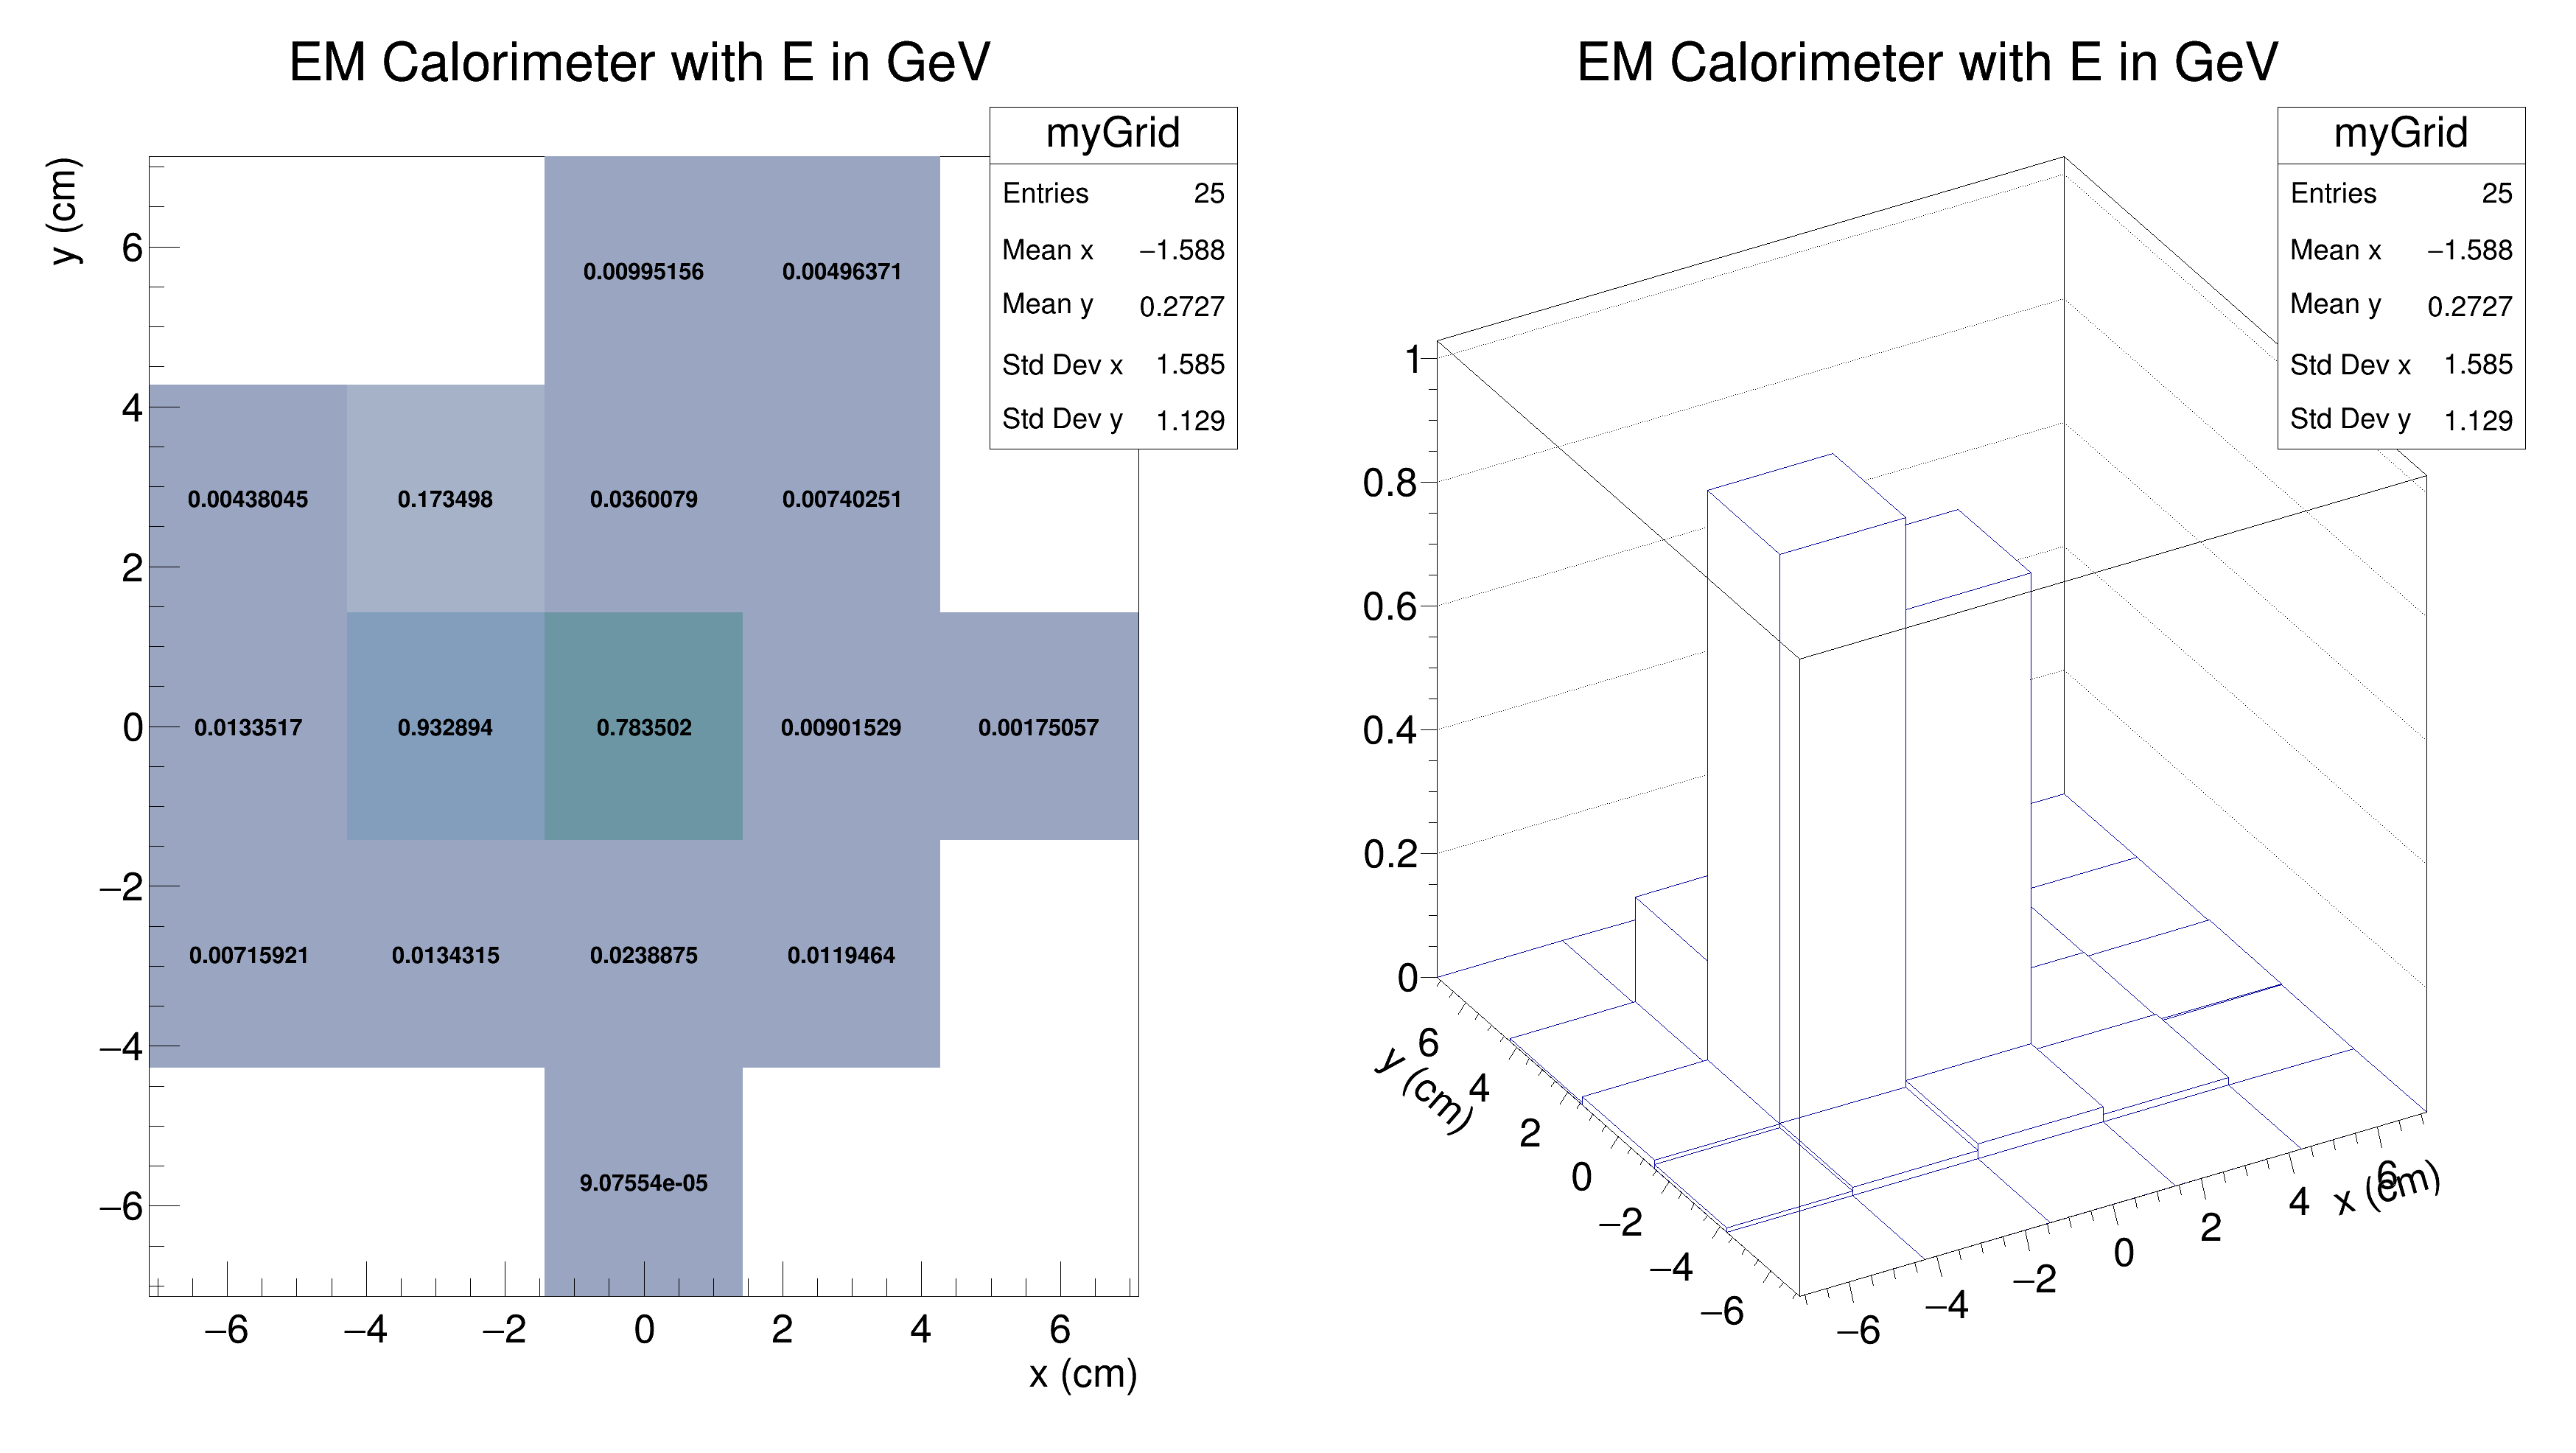 EM Calorimeter with E in GeV
myGrid
Entries 25
Mean x −1.588
Mean y 0.2727
Std Dev x 1.585
Std Dev y 1.129
y (cm)
6
4
2
0
−2
−4
−6
0.00995156 0.00496371
0.00438045 0.173498 0.0360079 0.00740251
0.0133517 0.932894 0.783502 0.00901529 0.00175057
0.00715921 0.0134315 0.0238875 0.0119464
9.07554e-05
−6 −4 −2 0 2 4 6
x (cm)
EM Calorimeter with E in GeV
myGrid
Entries 25
Mean x −1.588
Mean y 0.2727
Std Dev x 1.585
Std Dev y 1.129
1
0.8
0.6
0.4
0.2
0
6
4
2
0
−2
−4
−6
y (cm)
−6 −4 −2 0 2 4 6
x (cm)